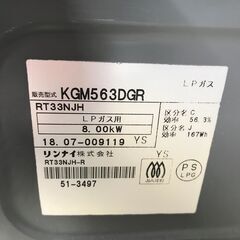 販売型式 KGM563DGR
LPガス
RT33NJH
LPガス用
8.00kW
区分名 C
効率 56.3%
区分名 J
効率 167Wh
18.07-009119 YS
リンナイ株式会社 YS
RT33NJH-R
PS
LPG
51-3497